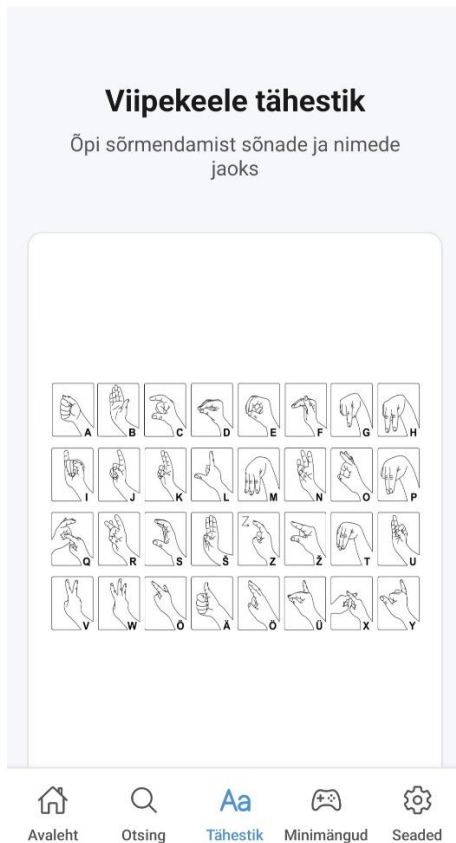 Viipekeele tähestik
Õpi sõrmendamist sõnade ja nimede
jaoks
A B C D E F G H
I J K L M N O P
Q R S Š Z Ž T U
V W Õ Ä Ö Ü X Y
Z
Aa
Avaleht Otsing Tähestik Minimängud Seaded